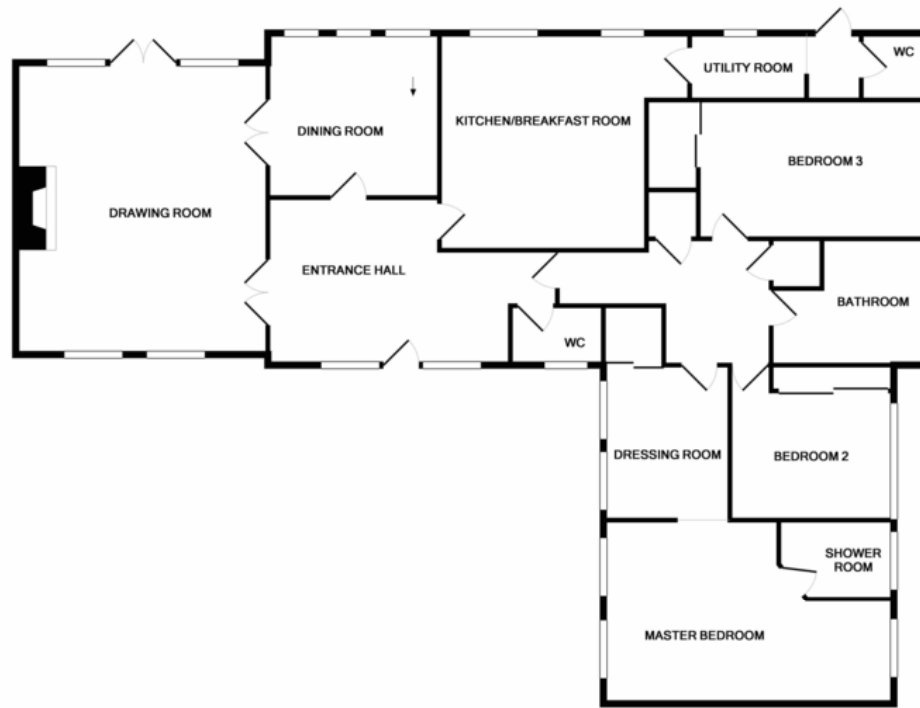 WC
UTILITY ROOM
KITCHEN/BREAKFAST ROOM
DINING ROOM
BEDROOM 3
DRAWING ROOM
ENTRANCE HALL
BATHROOM
WC
DRESSING ROOM
BEDROOM 2
SHOWER
ROOM
MASTER BEDROOM